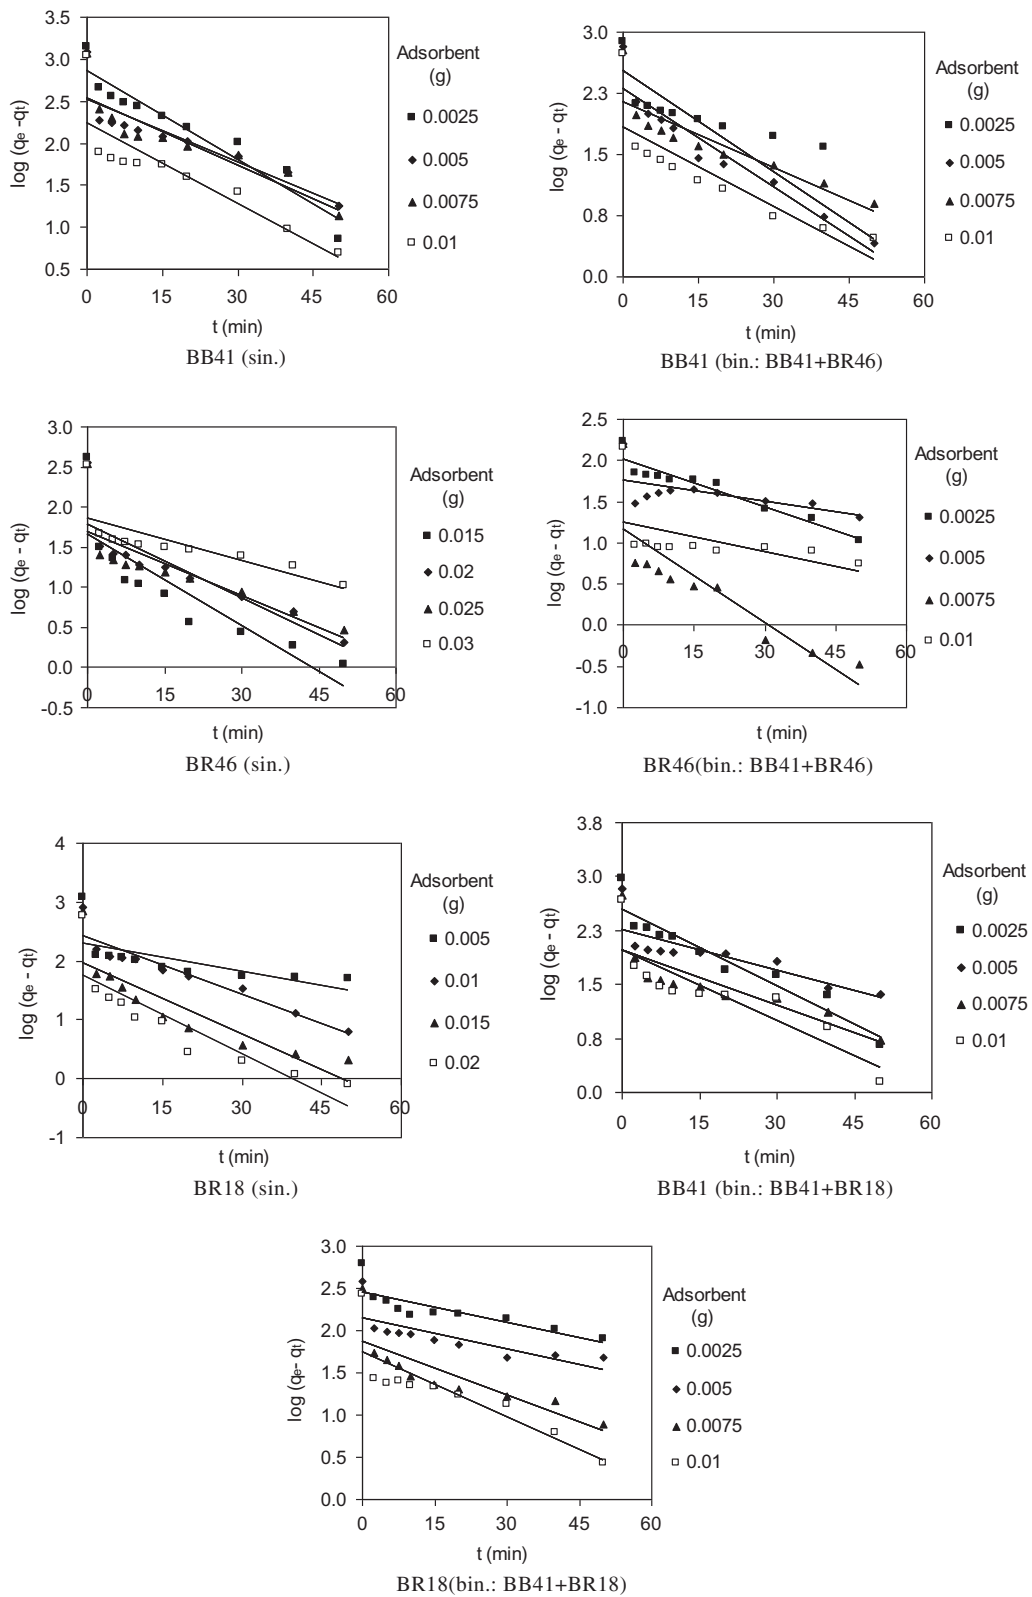 3.5
3.0
2.5
2.0
1.5
1.0
0.5
log (qe -qt)
0 15 30 45 60
t (min)
Adsorbent
(g)
0.0025
0.005
0.0075
0.01
BB41 (sin.)
3.0
2.3
1.5
0.8
0.0
log (qe - qt)
0 15 30 45 60
t (min)
Adsorbent
(g)
0.0025
0.005
0.0075
0.01
BB41 (bin.: BB41+BR46)
3.0
2.5
2.0
1.5
1.0
0.5
0.0
-0.5
log (qe - qt)
0 15 30 45 60
t (min)
Adsorbent
(g)
0.015
0.02
0.025
0.03
BR46 (sin.)
2.5
2.0
1.5
1.0
0.5
0.0
-0.5
-1.0
log (qe - qt)
0 15 30 45 60
t (min)
Adsorbent
(g)
0.0025
0.005
0.0075
0.01
BR46(bin.: BB41+BR46)
4
3
2
1
0
-1
log (qe - qt)
0 15 30 45 60
t (min)
Adsorbent
(g)
0.005
0.01
0.015
0.02
BR18 (sin.)
3.8
3.0
2.3
1.5
0.8
0.0
log (qe - qt)
0 15 30 45 60
t (min)
Adsorbent
(g)
0.0025
0.005
0.0075
0.01
BB41 (bin.: BB41+BR18)
3.0
2.5
2.0
1.5
1.0
0.5
0.0
log (qe- qt)
0 15 30 45 60
t (min)
Adsorbent
(g)
0.0025
0.005
0.0075
0.01
BR18(bin.: BB41+BR18)